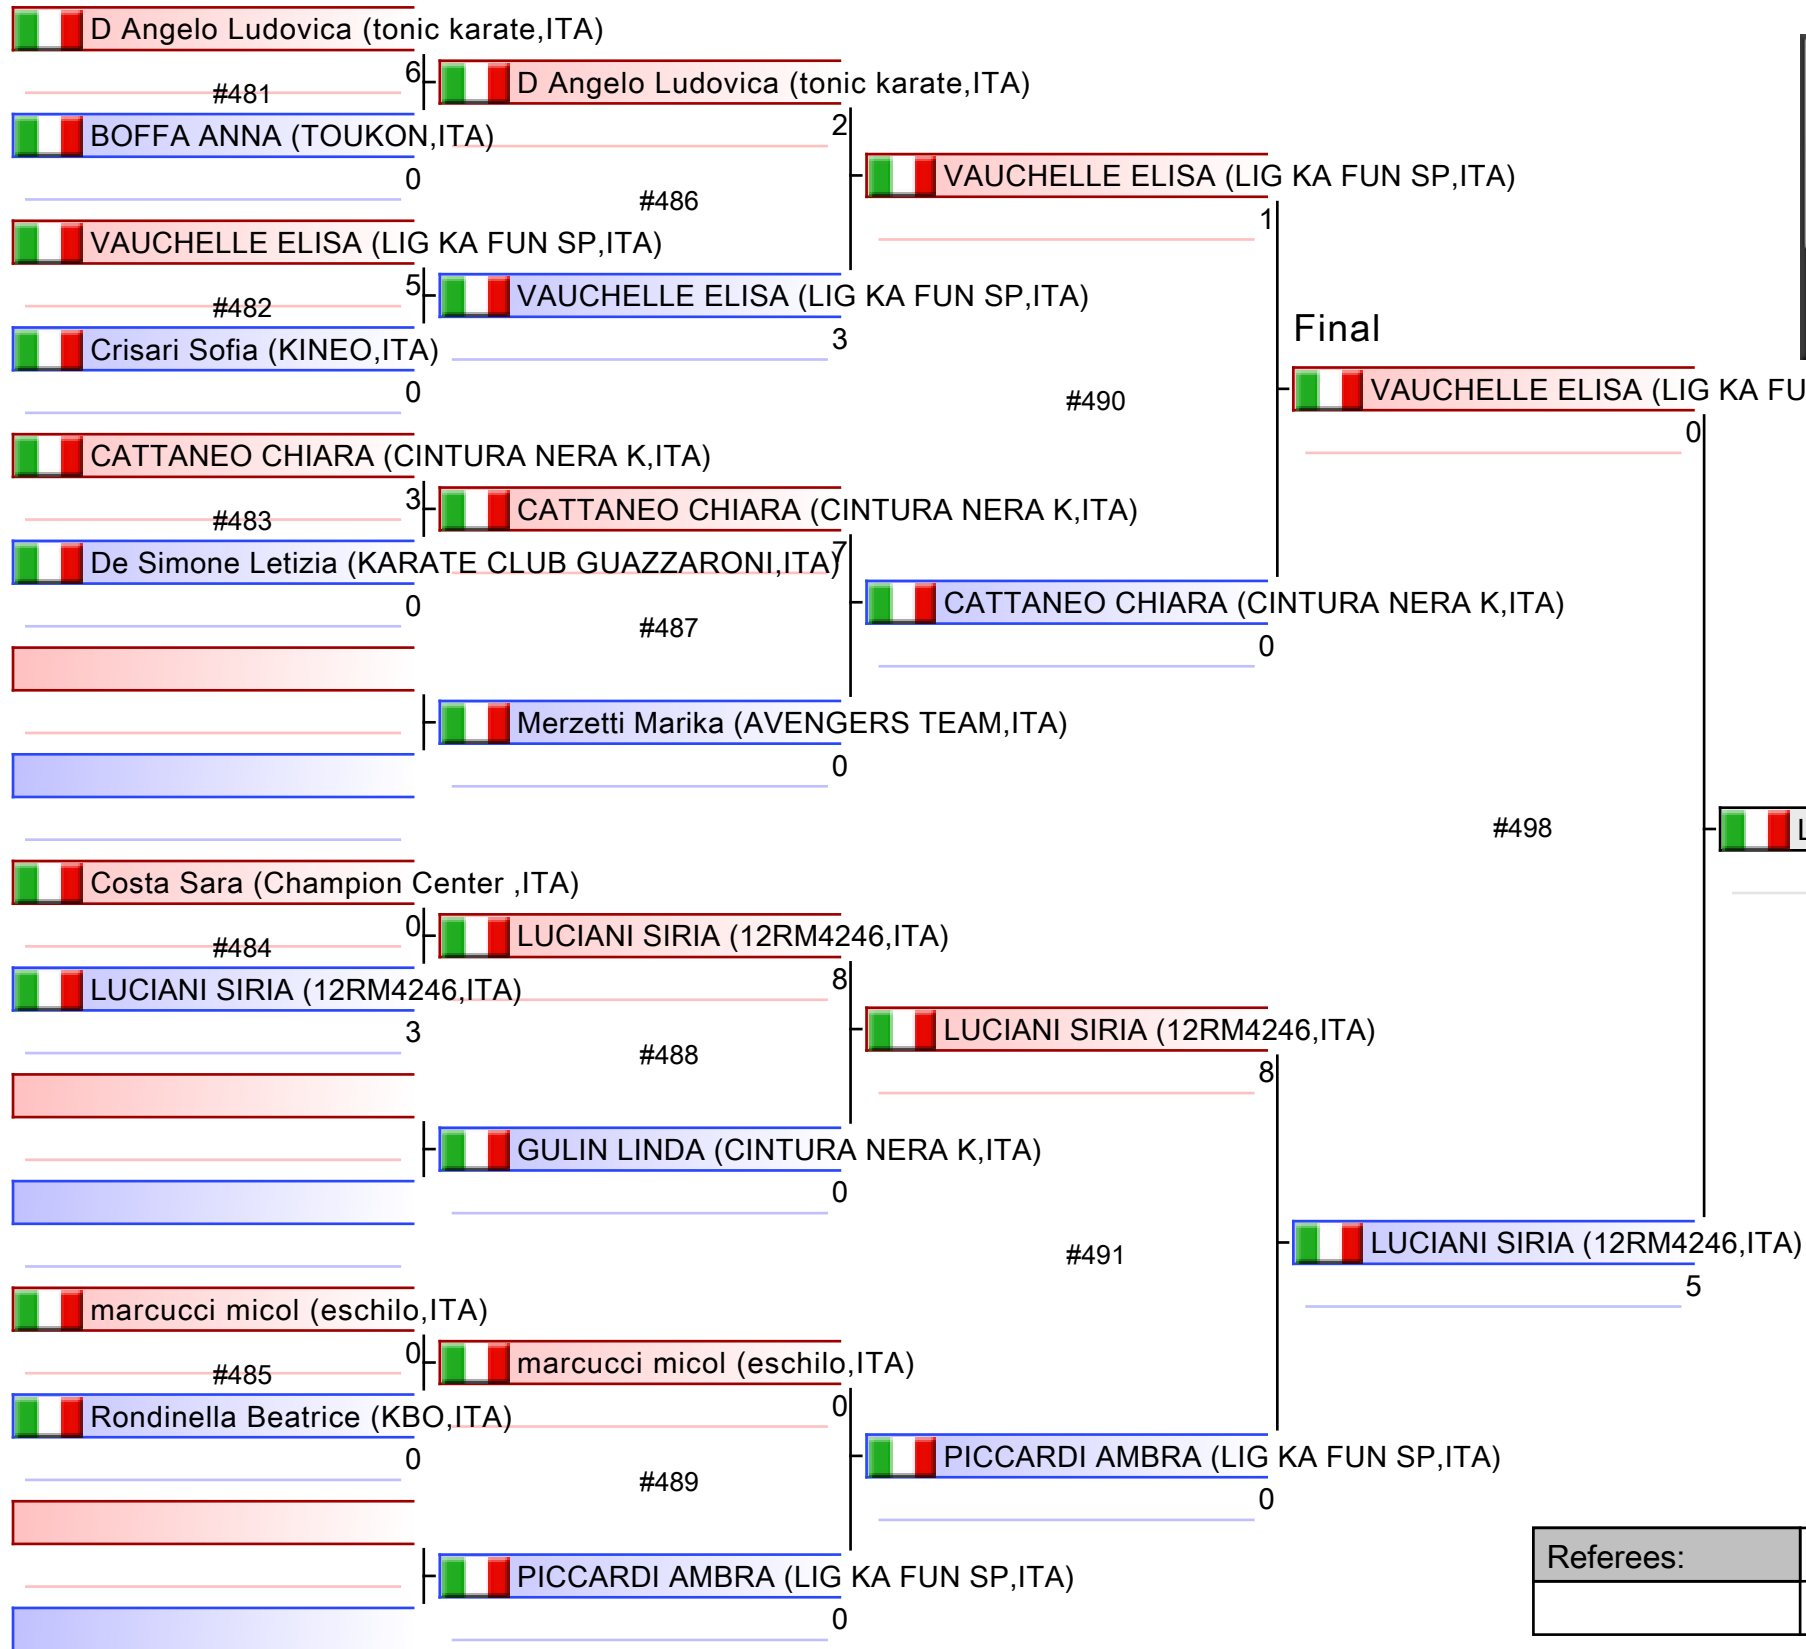 D Angelo Ludovica (tonic karate,ITA)
6
#481
BOFFA ANNA (TOUKON,ITA)
0
VAUCHELLE ELISA (LIG KA FUN SP,ITA)
5
#482
Crisari Sofia (KINEO,ITA)
0
CATTANEO CHIARA (CINTURA NERA K,ITA)
3
#483
De Simone Letizia (KARATE CLUB GUAZZARONI,ITA)
0
Costa Sara (Champion Center ,ITA)
0
#484
LUCIANI SIRIA (12RM4246,ITA)
3
marcucci micol (eschilo,ITA)
0
#485
Rondinella Beatrice (KBO,ITA)
0
D Angelo Ludovica (tonic karate,ITA)
2
#486
VAUCHELLE ELISA (LIG KA FUN SP,ITA)
3
CATTANEO CHIARA (CINTURA NERA K,ITA)
7
#487
Merzetti Marika (AVENGERS TEAM,ITA)
0
LUCIANI SIRIA (12RM4246,ITA)
8
#488
GULIN LINDA (CINTURA NERA K,ITA)
0
marcucci micol (eschilo,ITA)
0
#489
PICCARDI AMBRA (LIG KA FUN SP,ITA)
0
VAUCHELLE ELISA (LIG KA FUN SP,ITA)
1
#490
CATTANEO CHIARA (CINTURA NERA K,ITA)
0
LUCIANI SIRIA (12RM4246,ITA)
8
#491
PICCARDI AMBRA (LIG KA FUN SP,ITA)
0
Final
VAUCHELLE ELISA (LIG KA FU
0
#498
LUCIANI SIRIA (12RM4246,ITA)
5
L
Referees: